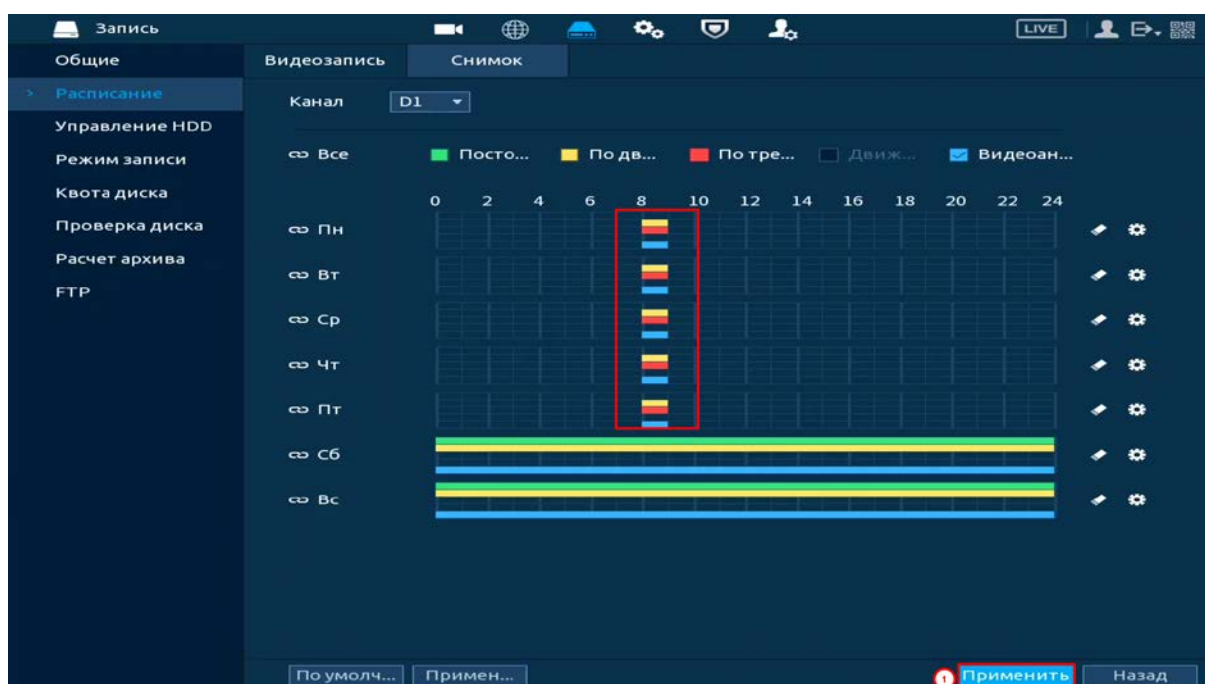 Запись
LIVE
Общие
Расписание
Управление HDD
Режим записи
Квота диска
Проверка диска
Расчет архива
FTP
Видеозапись
Снимок
Канал
D1
Все
Посто...
По дв...
По тре...
Движ...
Видеоан...
0 2 4 6 8 10 12 14 16 18 20 22 24
Пн
Вт
Ср
Чт
Пт
Сб
Вс
По умолч...
Примен...
1
Применить
Назад